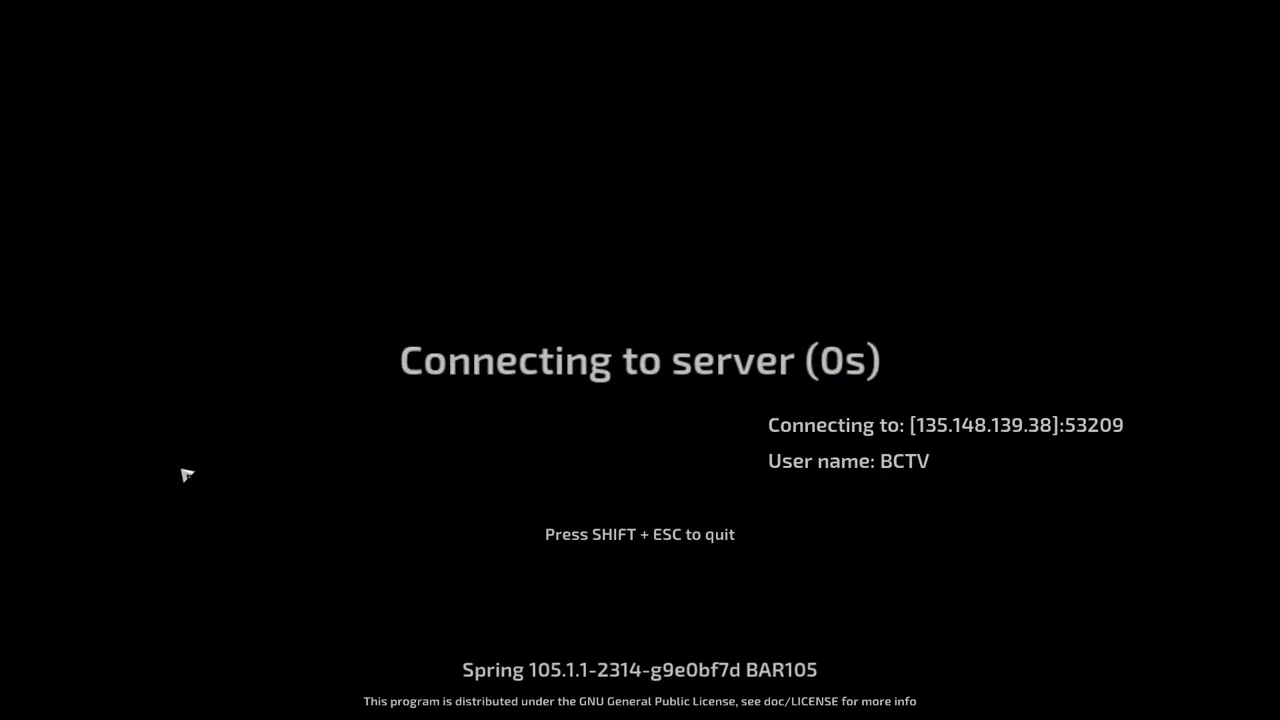 Connecting to server (0s)
Connecting to: [135.148.139.38]:53209
User name: BCTV
Press SHIFT + ESC to quit
Spring 105.1.1-2314-g9e0bf7d BAR105
This program is distributed under the GNU General Public License, see doc/LICENSE for more info